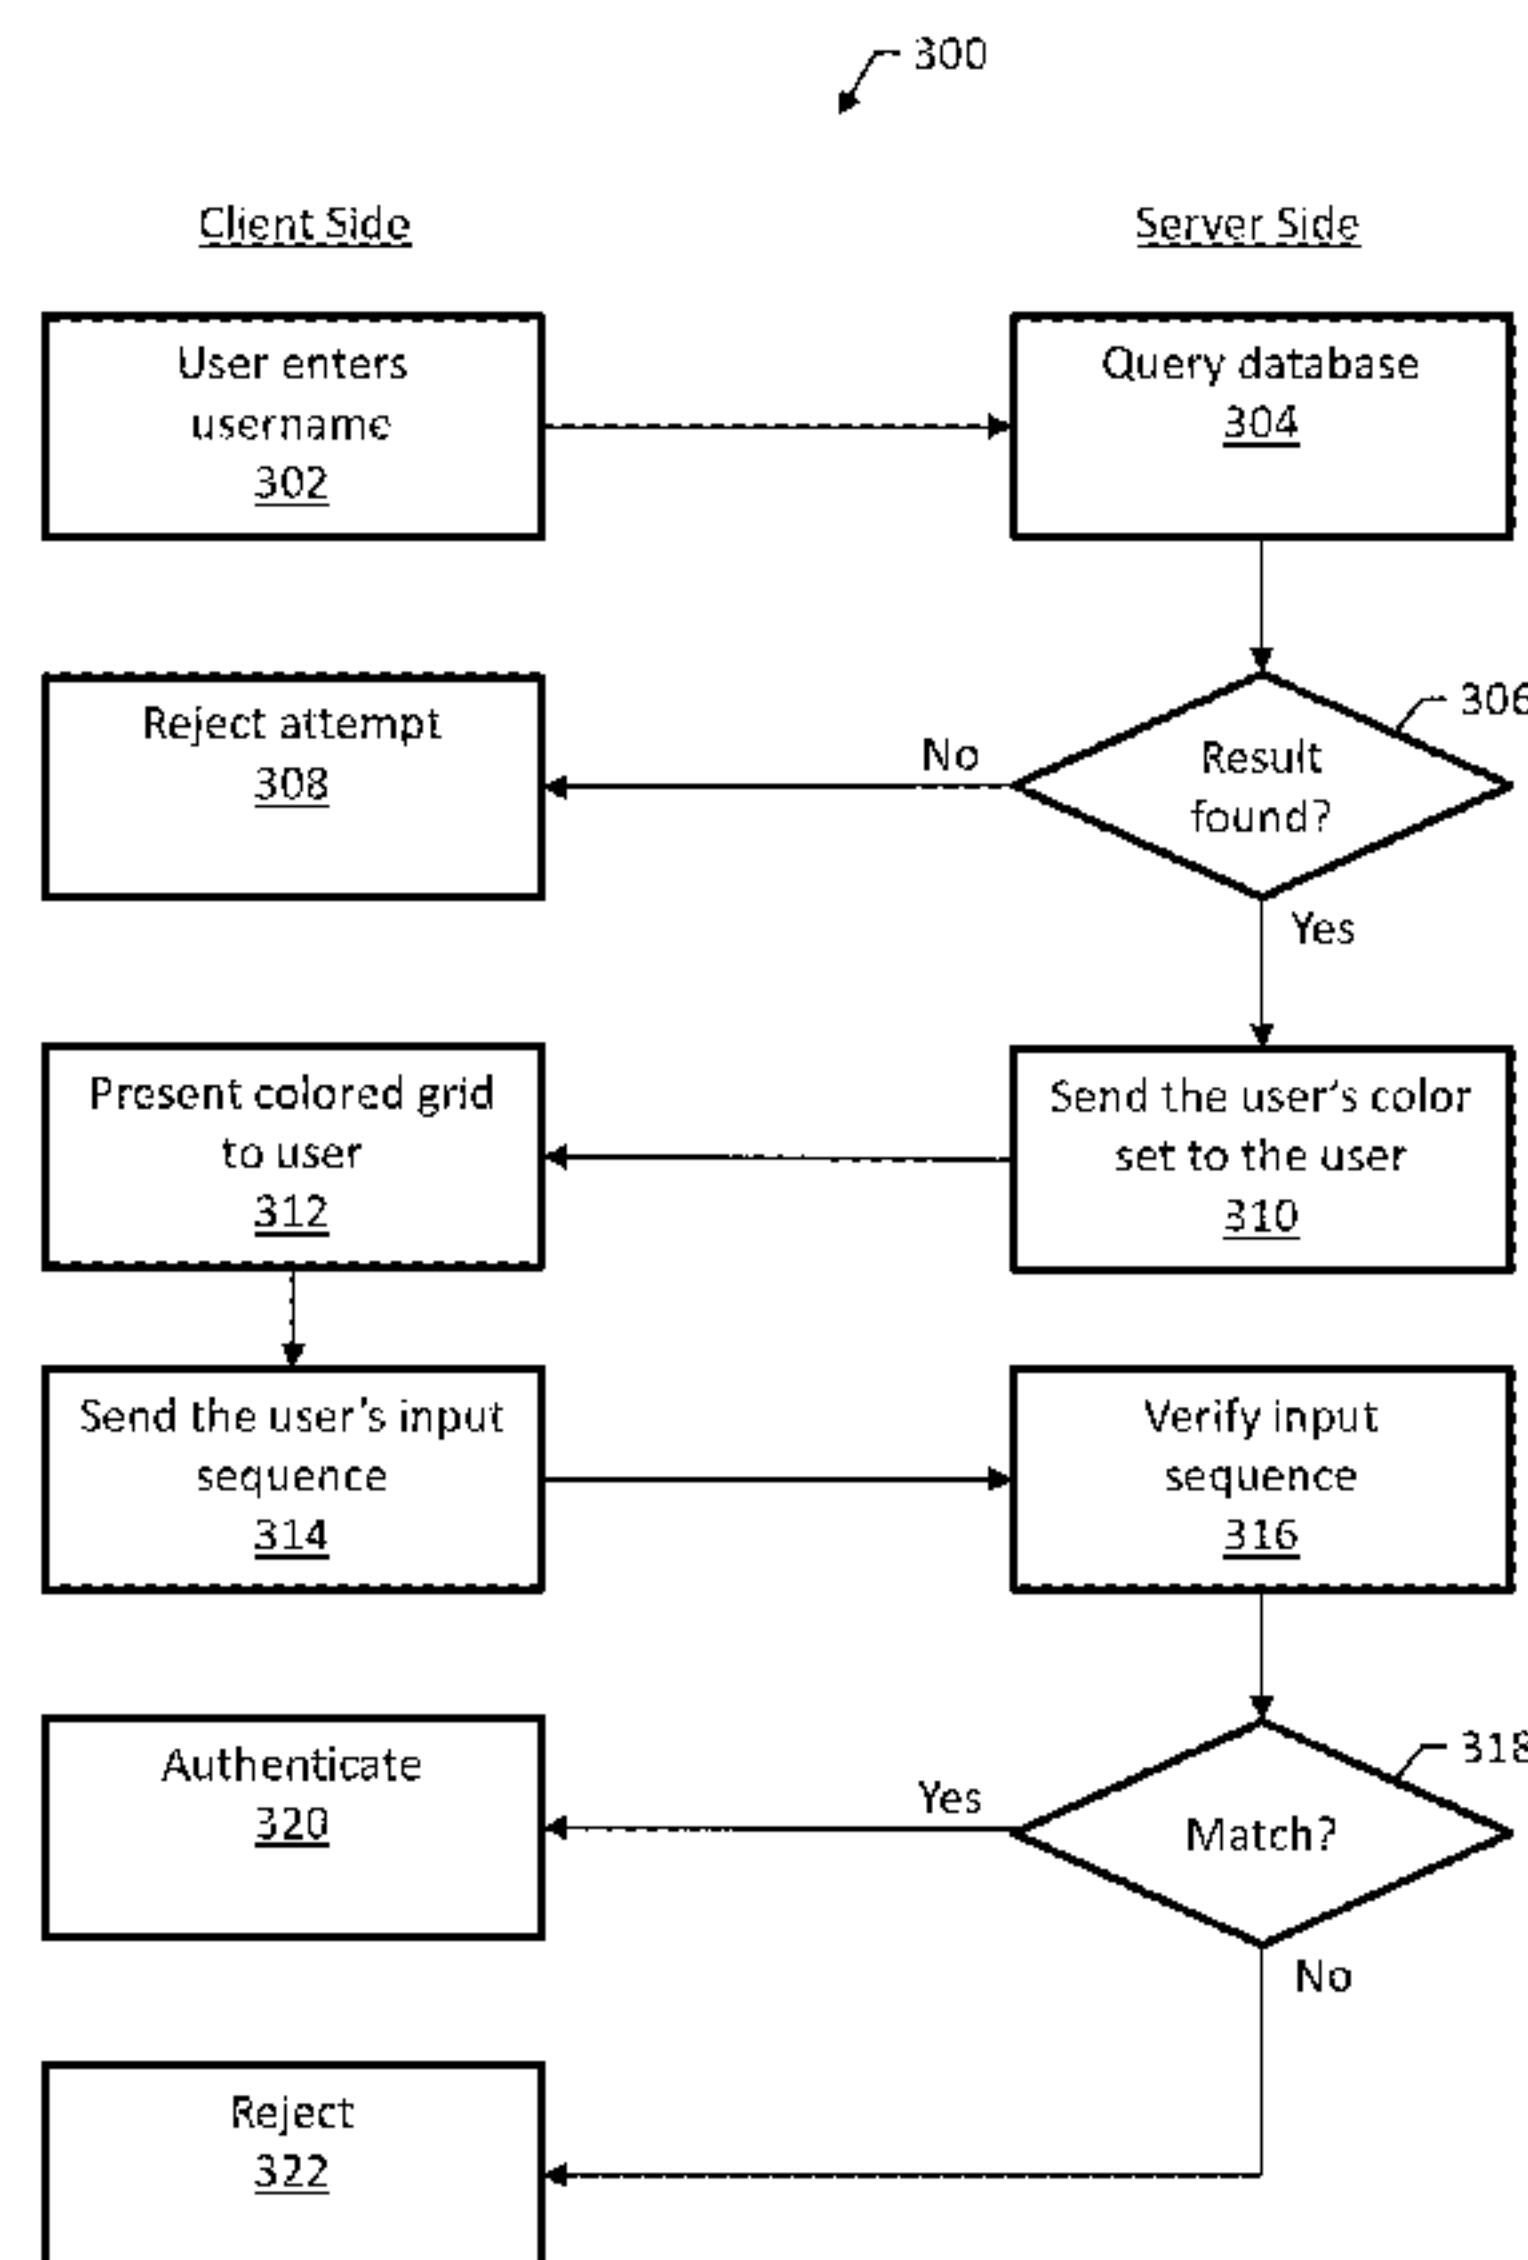 300
Client Side
Server Side
User enters
username
302
Query database
304
Reject attempt
308
No
306
Result
found?
Yes
Present colored grid
to user
312
Send the user's color
set to the user
310
Send the user's input
sequence
314
Verify input
sequence
316
Authenticate
320
Yes
318
Match?
No
Reject
322